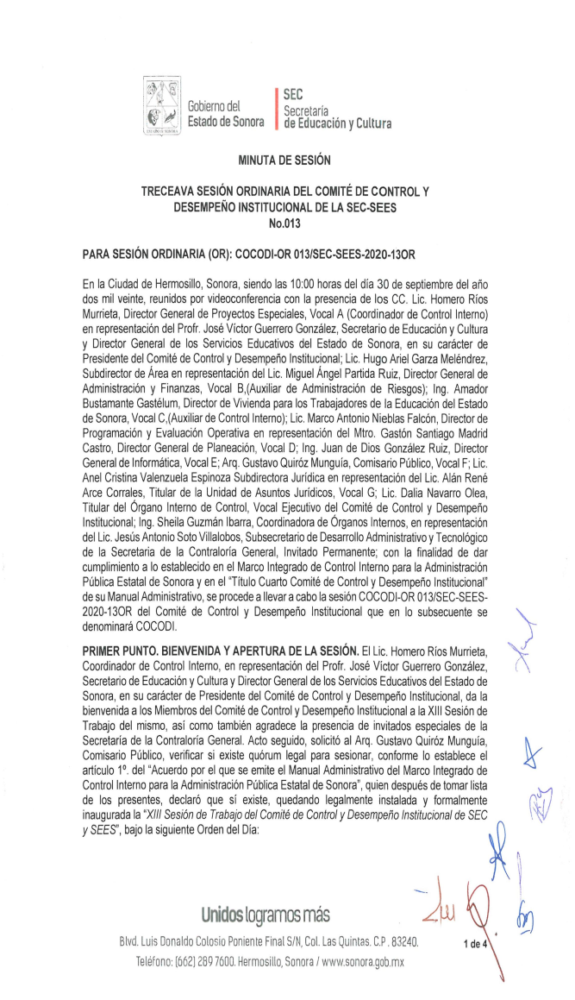 Gobierno del
Estado de Sonora
SEC
Secretaría
de Educación y Cultura
MINUTA DE SESIÓN
TRECEAVA SESIÓN ORDINARIA DEL COMITÉ DE CONTROL Y
DESEMPEÑO INSTITUCIONAL DE LA SEC-SEES
No.013
PARA SESIÓN ORDINARIA (OR): COCODI-OR 013/SEC-SEES-2020-13OR
En la Ciudad de Hermosillo, Sonora, siendo las 10:00 horas del día 30 de septiembre del año
dos mil veinte, reunidos por videoconferencia con la presencia de los CC. Lic. Homero Ríos
Murrieta, Director General de Proyectos Especiales, Vocal A (Coordinador de Control Interno)
en representación del Profr. José Víctor Guerrero González, Secretario de Educación y Cultura
y Director General de los Servicios Educativos del Estado de Sonora, en su carácter de
Presidente del Comité de Control y Desempeño Institucional; Lic. Hugo Ariel Garza Meléndrez,
Subdirector de Área en representación del Lic. Miguel Ángel Partida Ruiz, Director General de
Administración y Finanzas, Vocal B,(Auxiliar de Administración de Riesgos); Ing. Amador
Bustamante Gastélum, Director de Vivienda para los Trabajadores de la Educación del Estado
de Sonora, Vocal C,(Auxiliar de Control Interno); Lic. Marco Antonio Nieblas Falcón, Director de
Programación y Evaluación Operativa en representación del Mtro. Gastón Santiago Madrid
Castro, Director General de Planeación, Vocal D; Ing. Juan de Dios González Ruiz, Director
General de Informática, Vocal E; Arq. Gustavo Quiróz Munguía, Comisario Público, Vocal F; Lic.
Anel Cristina Valenzuela Espinoza Subdirectora Jurídica en representación del Lic. Alán René
Arce Corrales, Titular de la Unidad de Asuntos Jurídicos, Vocal G; Lic. Dalia Navarro Olea,
Titular del Órgano Interno de Control, Vocal Ejecutivo del Comité de Control y Desempeño
Institucional; Ing. Sheila Guzmán Ibarra, Coordinadora de Órganos Internos, en representación
del Lic. Jesús Antonio Soto Villalobos, Subsecretario de Desarrollo Administrativo y Tecnológico
de la Secretaria de la Contraloría General, Invitado Permanente; con la finalidad de dar
cumplimiento a lo establecido en el Marco Integrado de Control Interno para la Administración
Pública Estatal de Sonora y en el “Título Cuarto Comité de Control y Desempeño Institucional”
de su Manual Administrativo, se procede a llevar a cabo la sesión COCODI-OR 013/SEC-SEES-
2020-13OR del Comité de Control y Desempeño Institucional que en lo subsecuente se
denominará COCODI.
PRIMER PUNTO. BIENVENIDA Y APERTURA DE LA SESIÓN. El Lic. Homero Ríos Murrieta,
Coordinador de Control Interno, en representación del Profr. José Víctor Guerrero González,
Secretario de Educación y Cultura y Director General de los Servicios Educativos del Estado de
Sonora, en su carácter de Presidente del Comité de Control y Desempeño Institucional, da la
bienvenida a los Miembros del Comité de Control y Desempeño Institucional a la XIII Sesión de
Trabajo del mismo, así como también agradece la presencia de invitados especiales de la
Secretaría de la Contraloría General. Acto seguido, solicitó al Arq. Gustavo Quiróz Munguía,
Comisario Público, verificar si existe quórum legal para sesionar, conforme lo establece el
artículo 1º. del “Acuerdo por el que se emite el Manual Administrativo del Marco Integrado de
Control Interno para la Administración Pública Estatal de Sonora”, quien después de tomar lista
de los presentes, declaró que sí existe, quedando legalmente instalada y formalmente
inaugurada la “XIII Sesión de Trabajo del Comité de Control y Desempeño Institucional de SEC
y SEES”, bajo la siguiente Orden del Día:
Unidos logramos más
Blvd. Luis Donaldo Colosio Poniente Final S/N, Col. Las Quintas. C.P. 83240.
1 de 4
Teléfono: (662) 289 7600. Hermosillo, Sonora / www.sonora.gob.mx